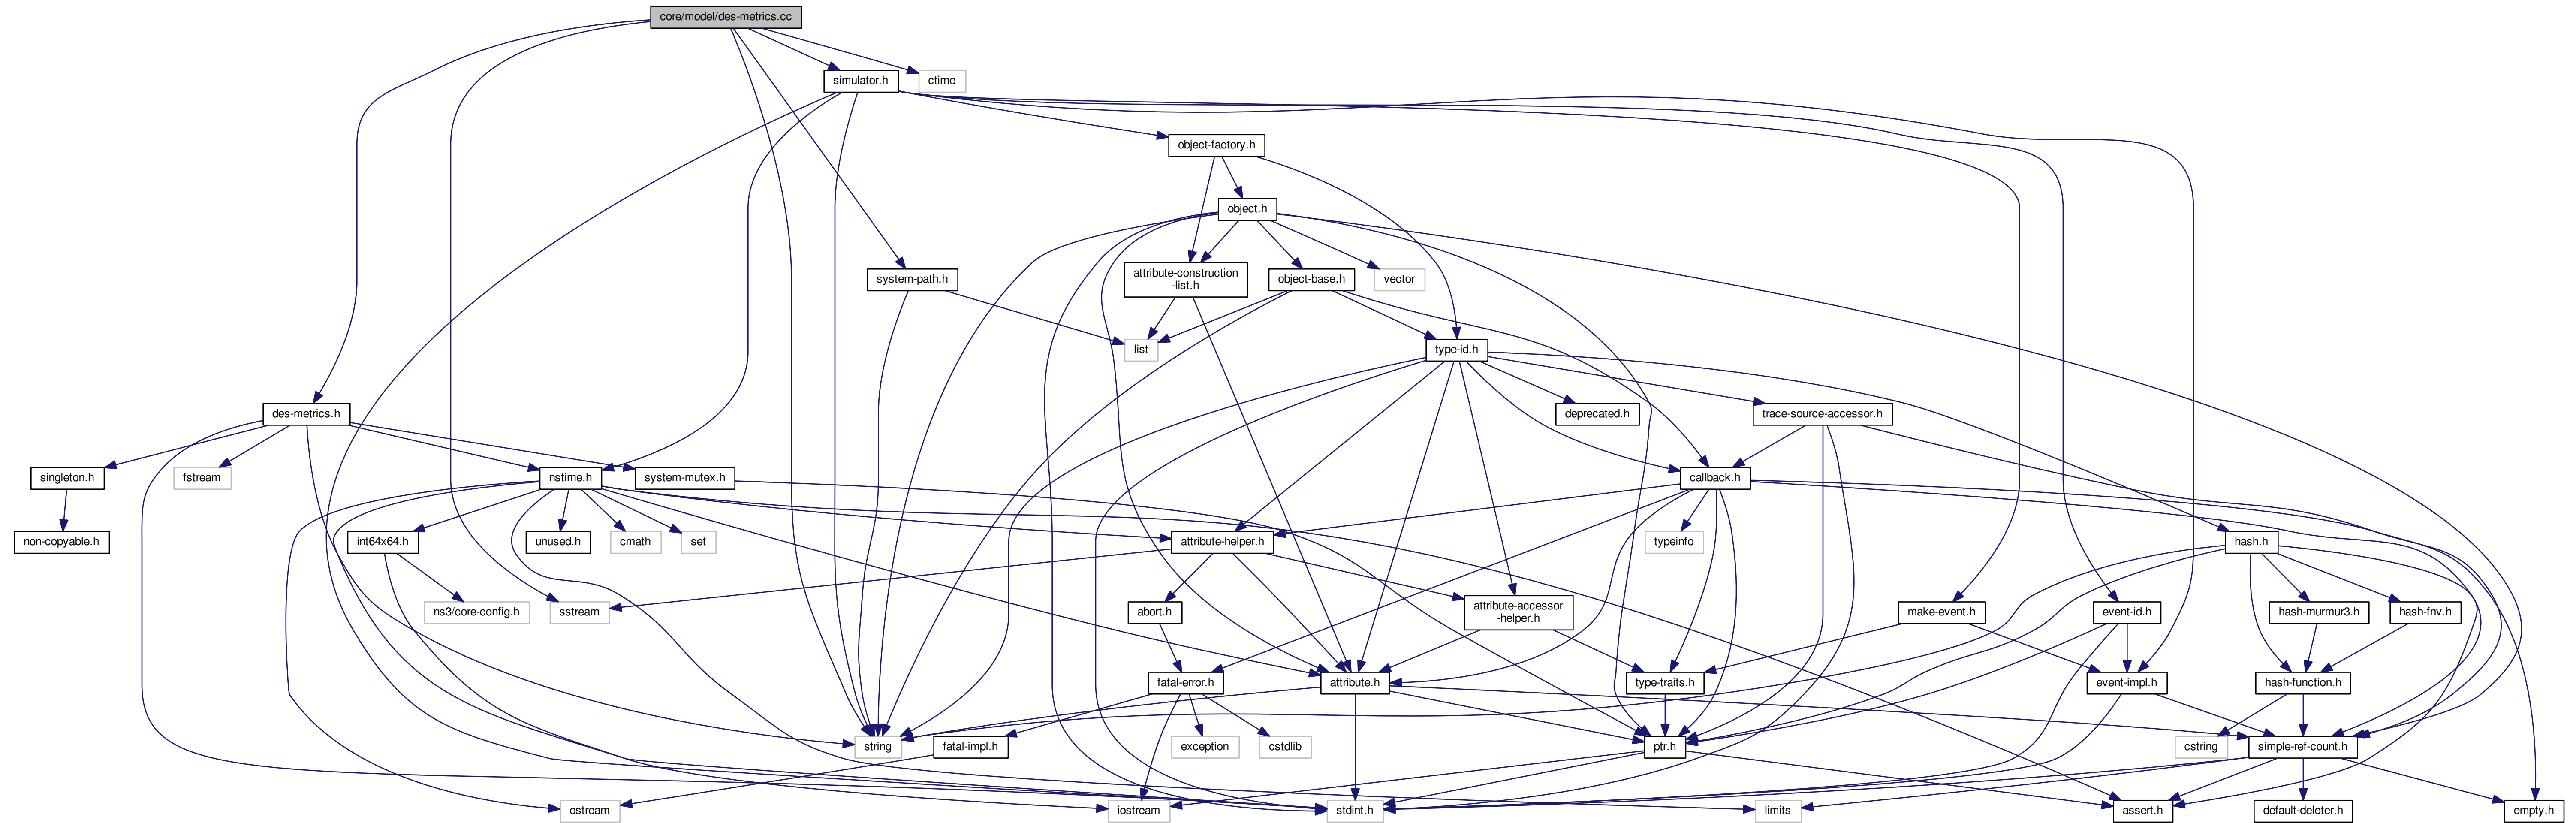 core/model/des-metrics.cc
simulator.h
ctime
object-factory.h
object.h
system-path.h
attribute-construction
-list.h
object-base.h
vector
list
type-id.h
des-metrics.h
deprecated.h
trace-source-accessor.h
singleton.h
fstream
nstime.h
system-mutex.h
callback.h
non-copyable.h
int64x64.h
unused.h
cmath
set
attribute-helper.h
typeinfo
hash.h
ns3/core-config.h
sstream
abort.h
attribute-accessor
-helper.h
make-event.h
event-id.h
hash-murmur3.h
hash-fnv.h
fatal-error.h
attribute.h
type-traits.h
event-impl.h
hash-function.h
string
fatal-impl.h
exception
cstdlib
ptr.h
cstring
simple-ref-count.h
ostream
iostream
stdint.h
limits
assert.h
default-deleter.h
empty.h